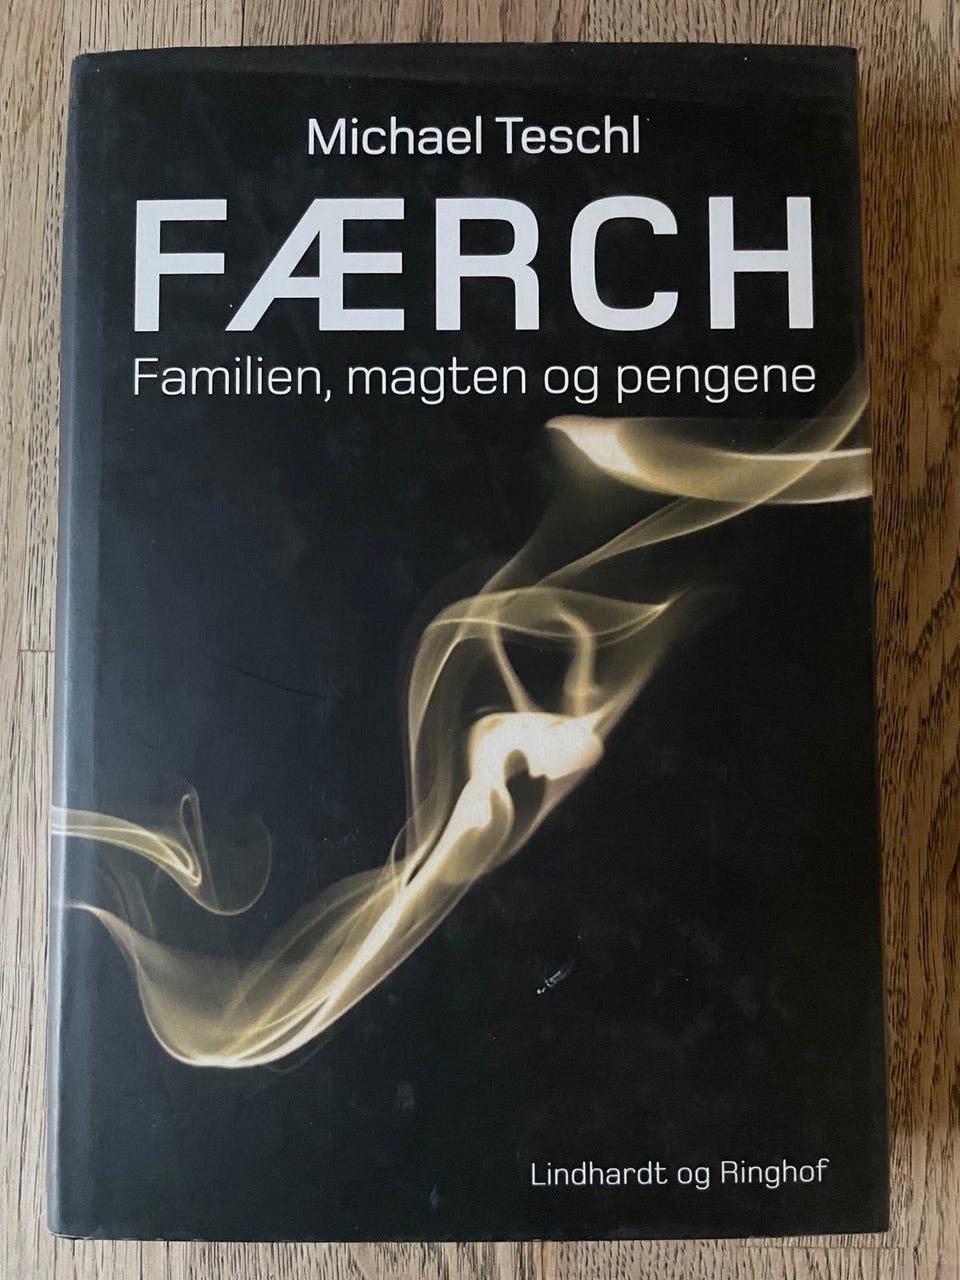 Michael Teschl
FÆRCH
Familien, magten og pengene
Lindhardt og Ringhof